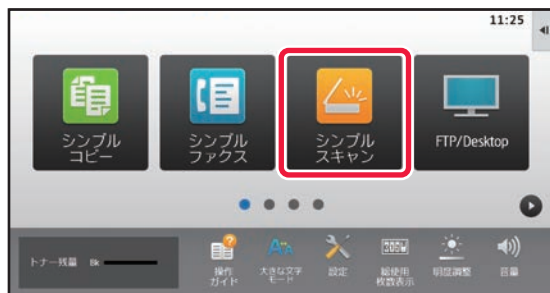 11:25
シンプル
コピー
シンプル
ファクス
シンプル
スキャン
FTP/Desktop
トナー残量 Bk
操作
ガイド
大きな文字
モード
設定
総使用
枚数表示
明度調整
音量